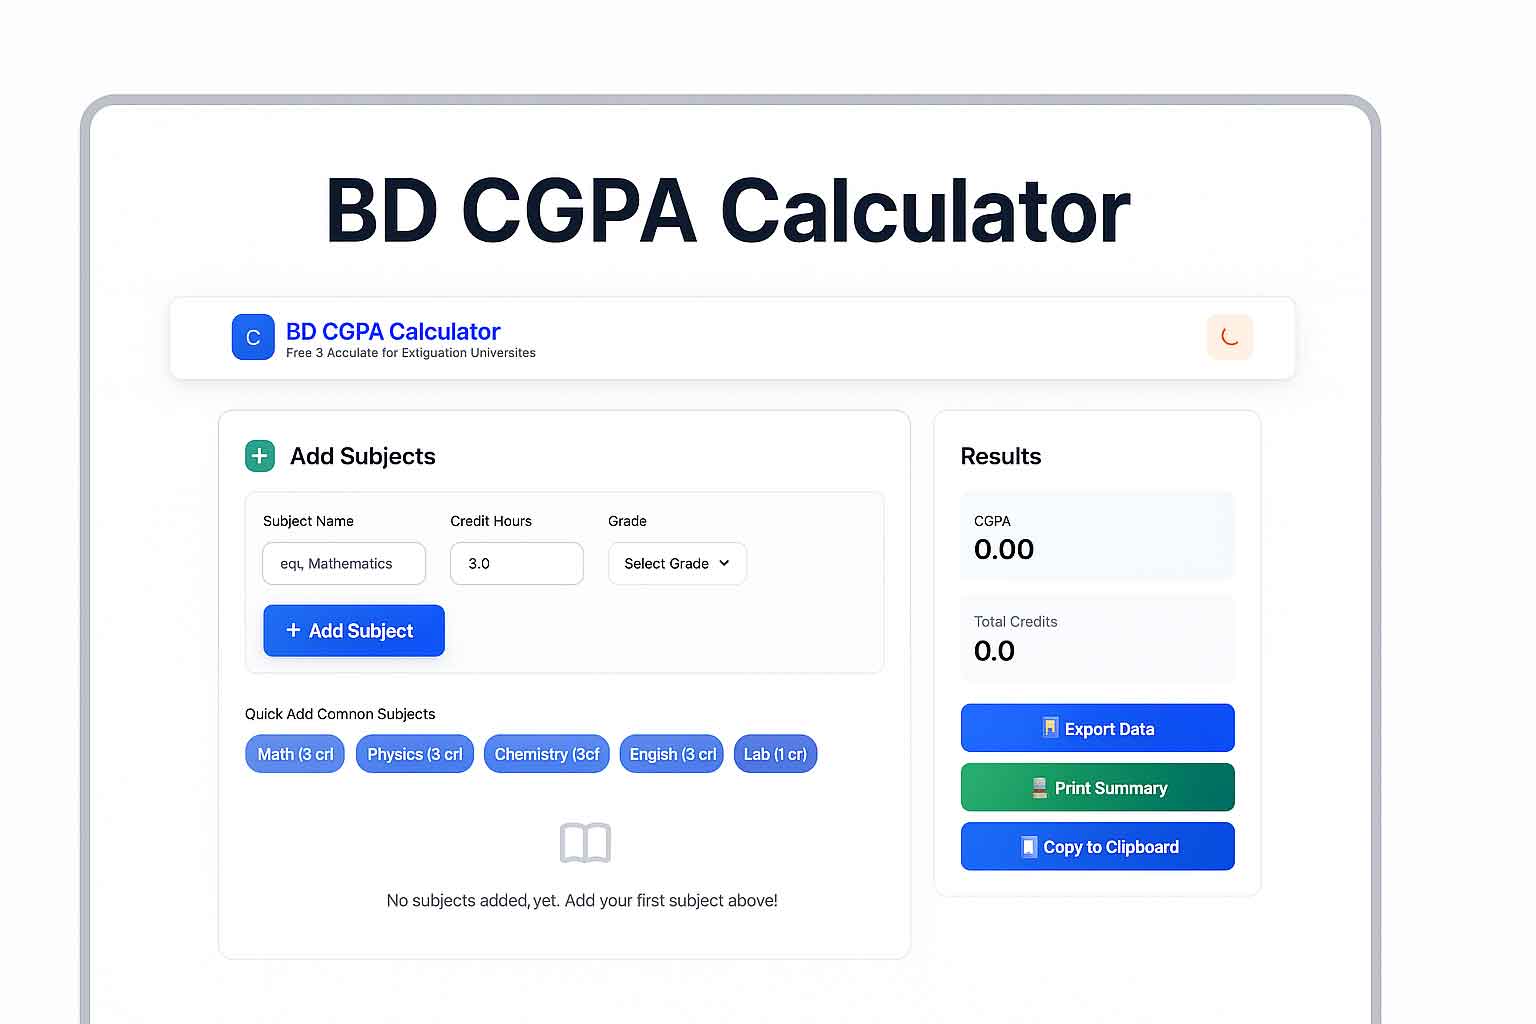 BD CGPA Calculator
C
BD CGPA Calculator
Free 3 Acculate for Extiguation Universites
Add Subjects
Subject Name
Credit Hours
Grade
eqɩ, Mathematics
3.0
Select Grade
+ Add Subject
Quick Add Comnon Subjects
Math (3 crl
Physics (3 crl
Chemistry (3cf
Engish (3 crl
Lab (1 cr)
No subjects added, yet. Add your first subject above!
Results
CGPA
0.00
Total Credits
0.0
Export Data
Print Summary
Copy to Clipboard